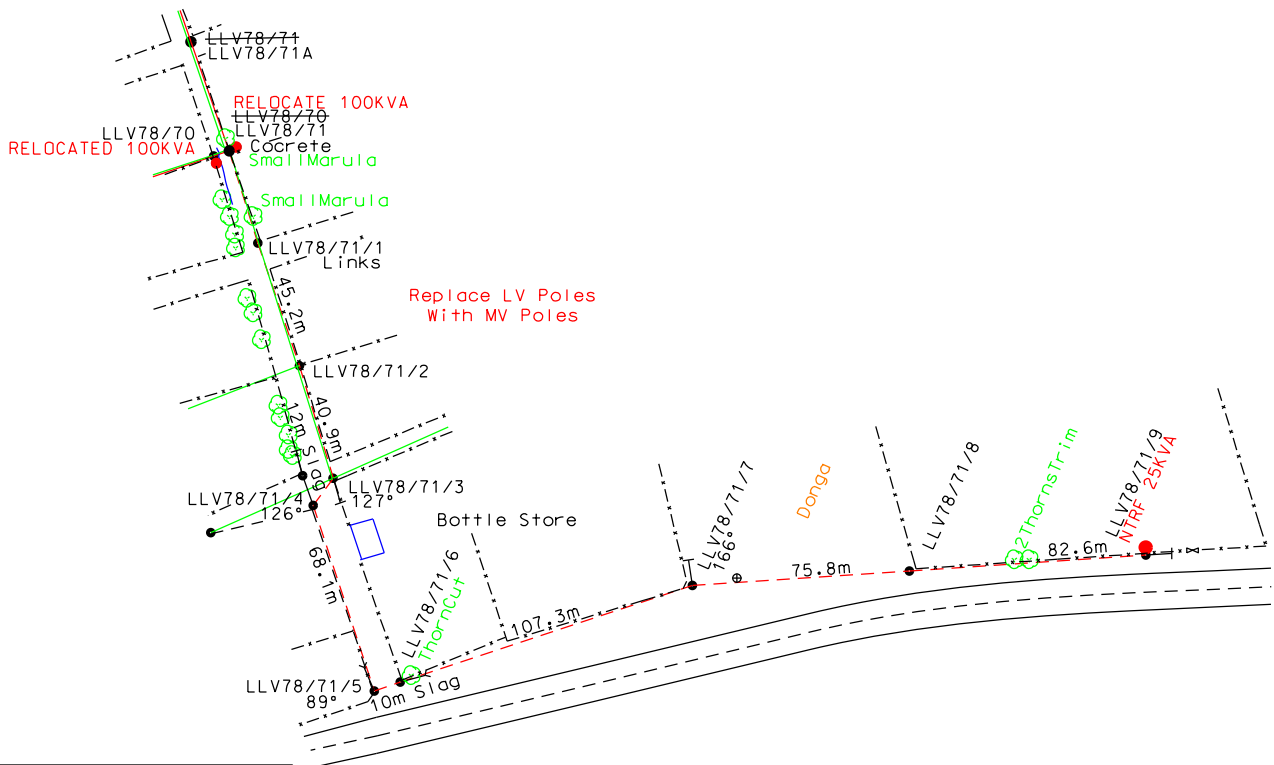 LLV78/71
LLV78/71A
RELOCATE 100KVA
LLV78/70
LLV78/70
LLV78/71
RELOCATED 100KVA
Cocrete
SmallMarula
SmallMarula
LLV78/71/1
Links
45.2m
Replace LV Poles
With MV Poles
LLV78/71/2
40.9m
12m Slag
LLV78/71/3
127°
LLV78/71/4
126°
Bottle Store
68.1m
LLV78/71/5
89°
10m Slag
LLV78/71/6
ThornCut
107.3m
LLV78/71/7
166°
Donga
75.8m
LLV78/71/8
2ThornsTrim
82.6m
LLV78/71/9
NTRF 25KVA